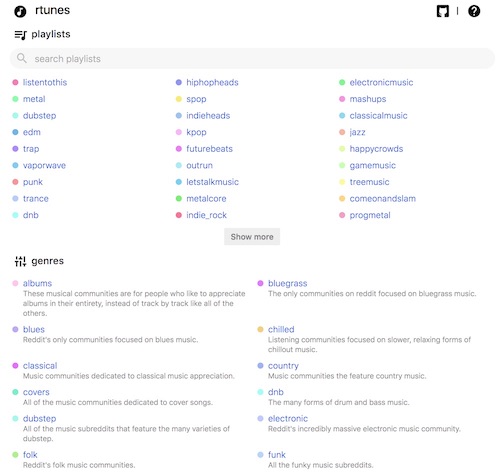 rtunes
|
playlists
search playlists
listentothis hiphopheads electronicmusic
metal spop mashups
dubstep indieheads classicalmusic
edm kpop jazz
trap futurebeats happycrowds
vaporwave outrun gamemusic
punk letstalkmusic treemusic
trance metalcore comeonandslam
dnb indie_rock progmetal
Show more
genres
albums
These musical communities are for people who like to appreciate
albums in their entirety, instead of track by track like all of the
others.
bluegrass
The only communities on reddit focused on bluegrass music.
blues
Reddit's only communities focused on blues music.
chilled
Listening communities focused on slower, relaxing forms of
chillout music.
classical
Music communities dedicated to classical music appreciation.
country
Music communities the feature country music.
covers
All of the music communities dedicated to cover songs.
dnb
The many forms of drum and bass music.
dubstep
All of the music subreddits that feature the many varieties of
dubstep.
electronic
Reddit's incredibly massive electronic music community.
folk
Reddit's folk music communities.
funk
All the funky music subreddits.